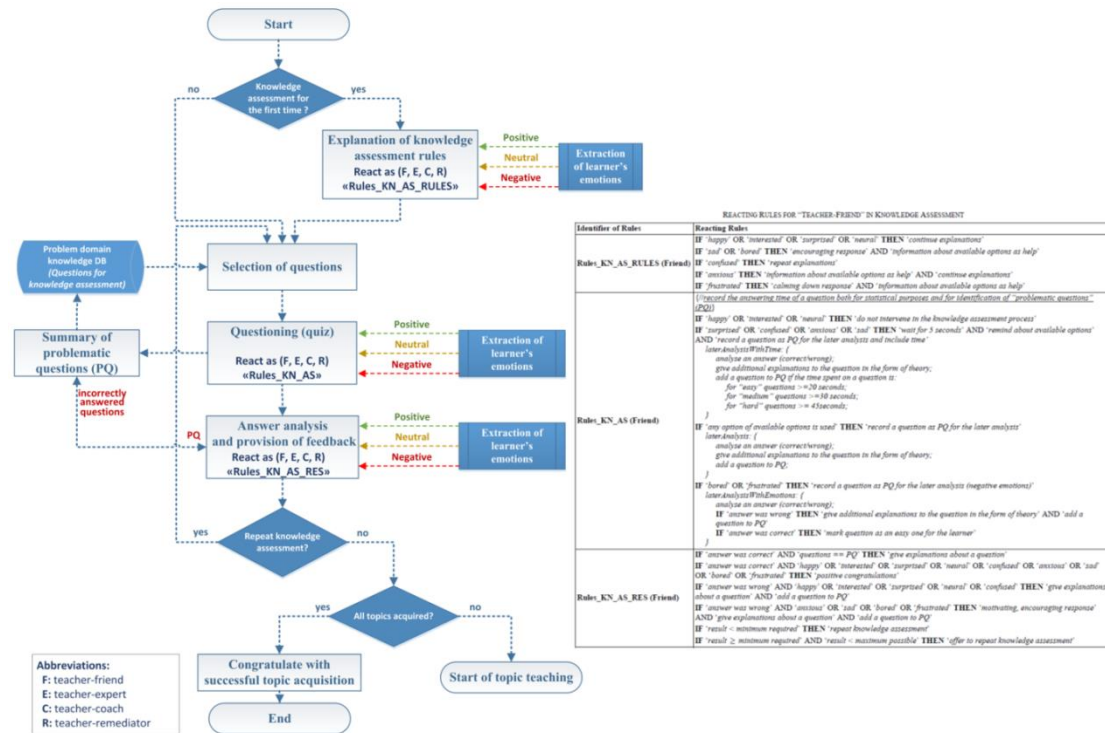 Start
Knowledge
assessment for
the first time ?
no
yes
Explanation of knowledge
assessment rules
React as (F, E, C, R)
«Rules_KN_AS_RULES»
Positive
Neutral
Negative
Extraction
of learner's
emotions
Problem domain
knowledge DB
(Questions for
knowledge assessment)
Selection of questions
Summary of
problematic
questions (PQ)
Questioning (quiz)
React as (F, E, C, R)
«Rules_KN_AS»
Positive
Neutral
Negative
Extraction
of learner's
emotions
incorrectly
answered
questions
PQ
Answer analysis
and provision of feedback
React as (F, E, C, R)
«Rules_KN_AS_RES»
Positive
Neutral
Negative
Extraction
of learner's
emotions
yes
Repeat knowledge
assessment?
no
yes
All topics acquired?
no
Congratulate with
successful topic acquisition
Start of topic teaching
End
Abbreviations:
F: teacher-friend
E: teacher-expert
C: teacher-coach
R: teacher-remediator
REACTING RULES FOR "TEACHER-FRIEND" IN KNOWLEDGE ASSESSMENT
Identifier of Rules
Reacting Rules
Rules_KN_AS_RULES (Friend)
IF 'happy' OR 'interested' OR 'surprised' OR 'neural' THEN 'continue explanations'
IF 'sad' OR 'bored' THEN 'encouraging response' AND 'information about available options as help'
IF 'confused' THEN 'repeat explanations'
IF 'anxious' THEN 'information about available options as help' AND 'continue explanations'
IF 'frustrated' THEN 'calming down response' AND 'information about available options as help'
Rules_KN_AS (Friend)
record the answering time of a question both for statistical purposes and for identification of "problematic questions"
(PQ)
IF 'happy' OR 'interested' OR 'neural' THEN 'do not intervene in the knowledge assessment process'
IF 'surprised' OR 'confused' OR 'anxious' OR 'sad' THEN 'wait for 5 seconds' AND 'remind about available options'
AND 'record a question as PQ for the later analysis and include time'
laterAnalystsWithTime: {
analyse an answer (correct/wrong);
give additional explanations to the question in the form of theory;
add a question to PQ if the time spent on a question is:
for "easy" questions >=20 seconds;
for "medium" questions >=30 seconds;
for "hard" questions >= 45seconds;
}
IF 'any option of available options is used' THEN 'record a question as PQ for the later analysis'
laterAnalysis: {
analyse an answer (correct/wrong);
give additional explanations to the question in the form of theory;
add a question to PQ;
}
IF 'bored' OR 'frustrated' THEN 'record a question as PQ for the later analysis (negative emotions)'
laterAnalysisWithEmotions: {
analyse an answer (correct/wrong);
IF 'answer was wrong' THEN 'give additional explanations to the question in the form of theory' AND 'add a
question to PQ'
IF 'answer was correct' THEN 'mark question as an easy one for the learner'
}
Rules_KN_AS_RES (Friend)
IF 'answer was correct' AND 'questions == PQ' THEN 'give explanations about a question'
IF 'answer was correct' AND 'happy' OR 'interested' OR 'surprised' OR 'neural' OR 'confused' OR 'anxious' OR 'sad'
OR 'bored' OR 'frustrated' THEN 'positive congratulations'
IF 'answer was wrong' AND 'happy' OR 'interested' OR 'surprised' OR 'neural' OR 'confused' THEN 'give explanations
about a question' AND 'add a question to PQ'
IF 'answer was wrong' AND 'anxious' OR 'sad' OR 'bored' OR 'frustrated' THEN 'motivating, encouraging response'
AND 'give explanations about a question' AND 'add a question to PQ'
IF 'result < minimum required' THEN 'repeat knowledge assessment'
IF 'result ≥ minimum required' AND 'result < maximum possible' THEN 'offer to repeat knowledge assessment'